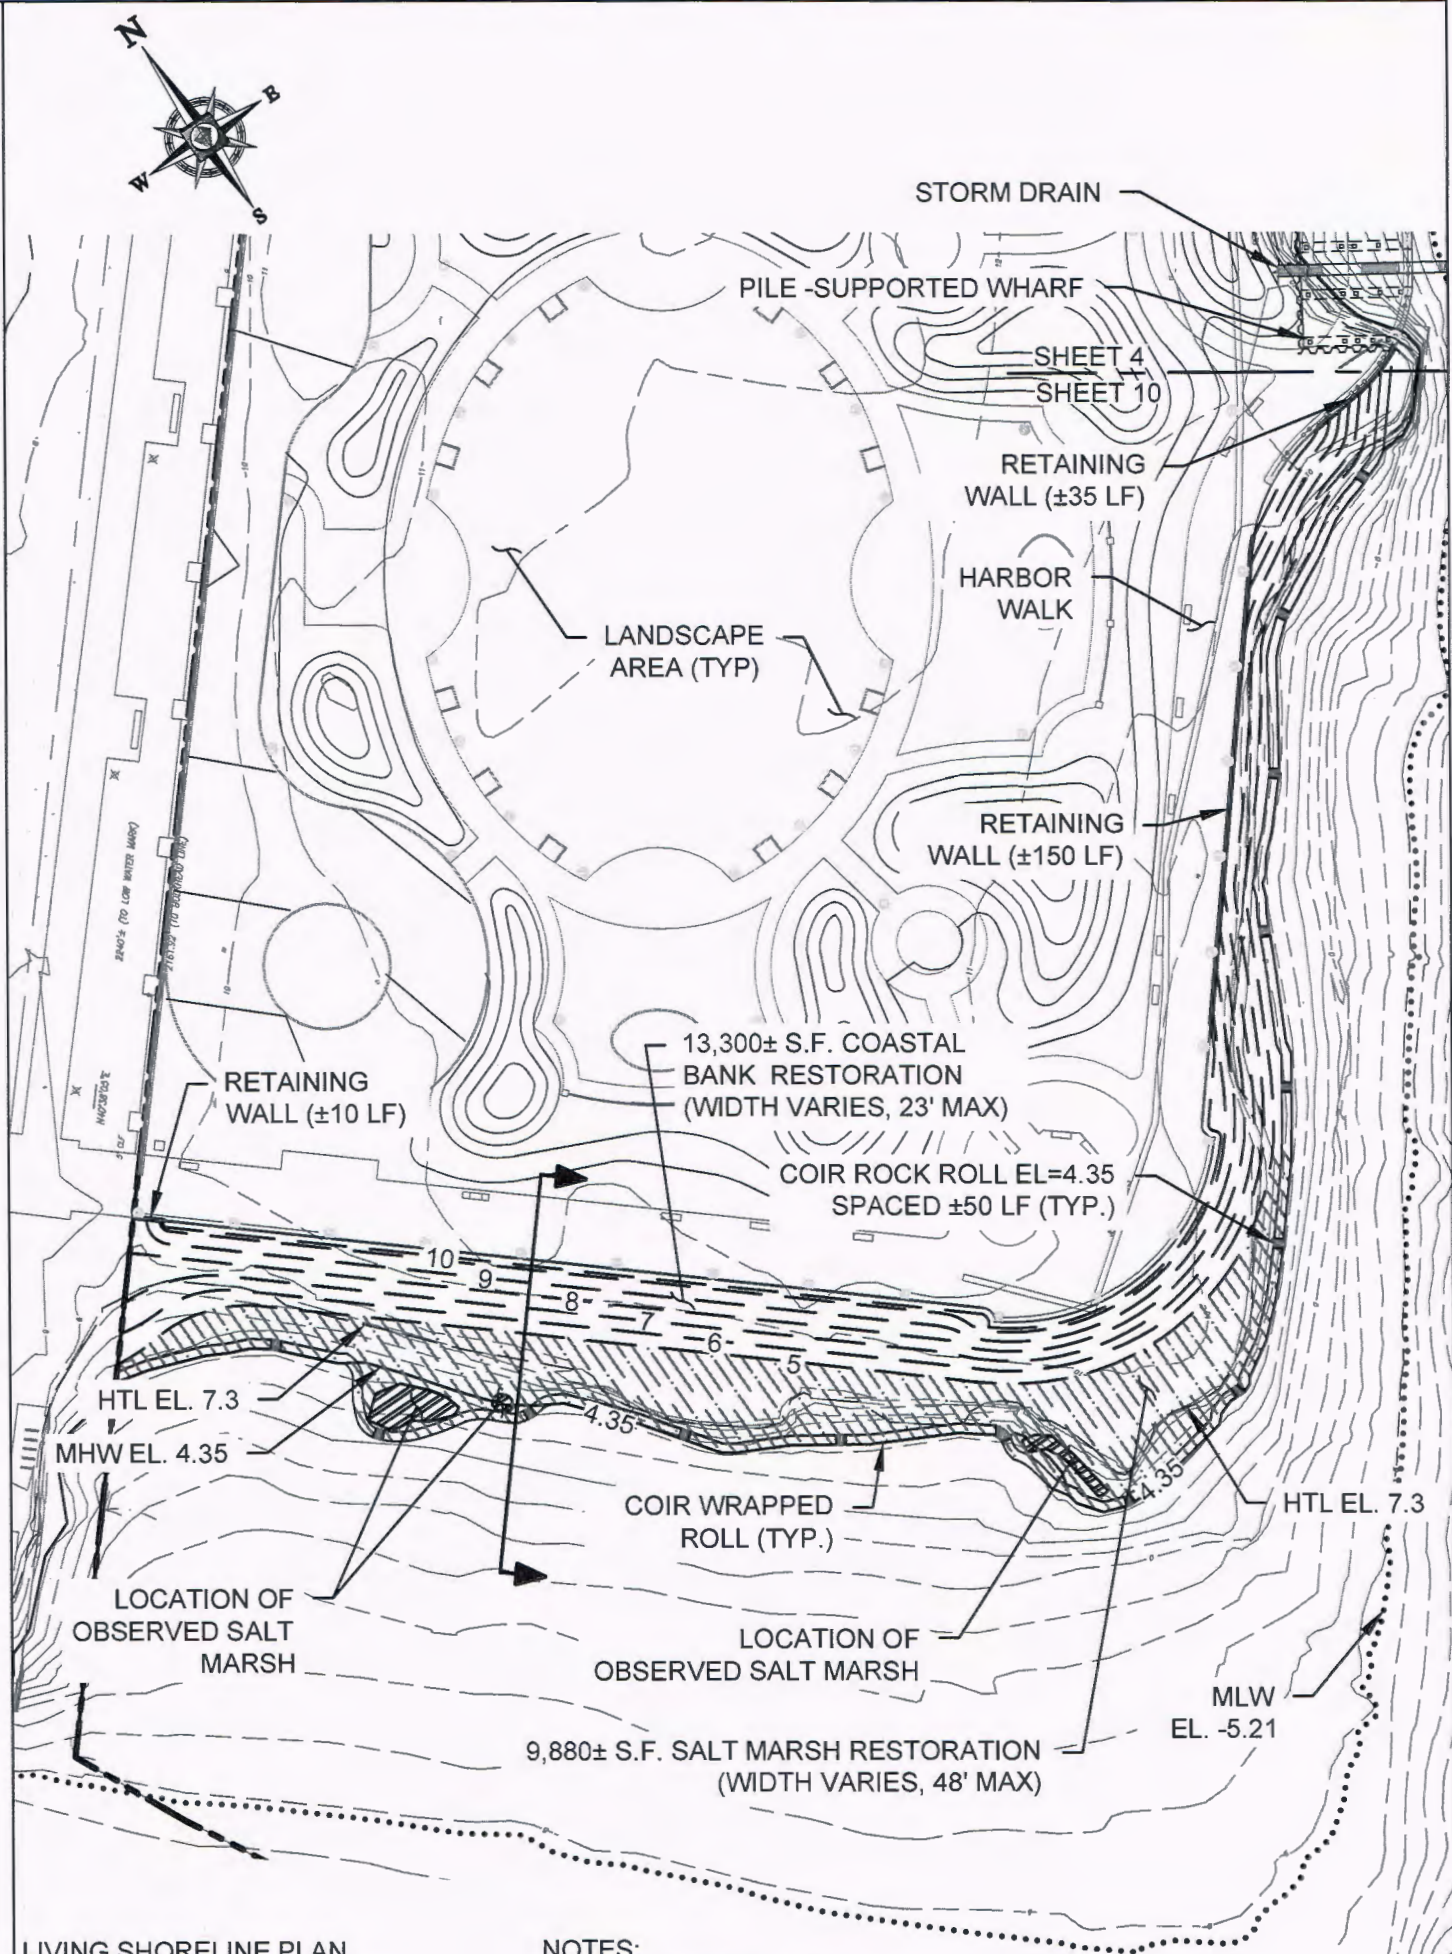 N
E
W
S
STORM DRAIN
PILE -SUPPORTED WHARF
SHEET 4
SHEET 10
RETAINING
WALL (±35 LF)
HARBOR
WALK
LANDSCAPE
AREA (TYP)
RETAINING
WALL (±150 LF)
2240'± (TO LOW WATER MARK)
13,300± S.F. COASTAL
BANK RESTORATION
(WIDTH VARIES, 23' MAX)
RETAINING
WALL (±10 LF)
COIR ROCK ROLL EL=4.35
SPACED ±50 LF (TYP.)
10
9
8
7
6
5
HTL EL. 7.3
4.35
MHW EL. 4.35
4.35
COIR WRAPPED
ROLL (TYP.)
HTL EL. 7.3
LOCATION OF
OBSERVED SALT
MARSH
LOCATION OF
OBSERVED SALT MARSH
MLW
EL. -5.21
9,880± S.F. SALT MARSH RESTORATION
(WIDTH VARIES, 48' MAX)
LIVING SHORELINE PLAN
NOTES: